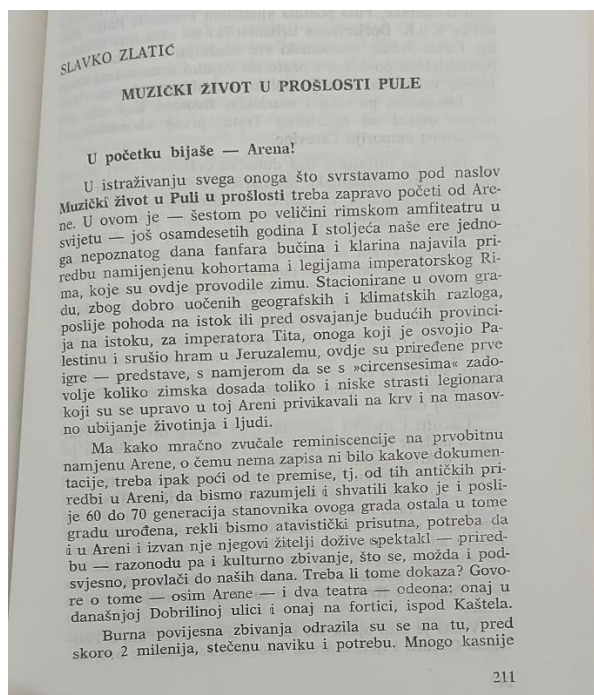 SLAVKO ZLATIĆ
MUZIČKI ŽIVOT U PROŠLOSTI PULE
U početku bijaše — Arena!
U istraživanju svega onoga što svrstavamo pod naslov
Muzički život u Puli u prošlosti treba zapravo početi od Are-
ne. U ovom je — šestom po veličini rimskom amfiteatru u
svijetu — još osamdesetih godina I stoljeća naše ere jedno-
ga nepoznatog dana fanfara bučina i klarina najavila pri-
redbu namijenjenu kohortama i legijama imperatorskog Ri-
ma, koje su ovdje provodile zimu. Stacionirane u ovom gra-
du, zbog dobro uočenih geografskih i klimatskih razloga,
poslije pohoda na istok ili pred osvajanje budućih provinci-
ja na istoku, za imperatora Tita, onoga koji je osvojio Pa-
lestinu i srušio hram u Jeruzalemu, ovdje su priređene prve
igre — predstave, s namjerom da se s »circensesima« zado-
volje koliko zimska dosada toliko i niske strasti legionara
koji su se upravo u toj Areni privikavali na krv i na masov-
no ubijanje životinja i ljudi.
Ma kako mračno zvučale reminiscencije na prvobitnu
namjenu Arene, o čemu nema zapisa ni bilo kakove dokumen-
tacije, treba ipak poći od te premise, tj. od tih antičkih pri-
redbi u Areni, da bismo razumjeli i shvatili kako je i posli-
je 60 do 70 generacija stanovnika ovoga grada ostala u tome
gradu urođena, rekli bismo atavistički prisutna, potreba da
i u Areni i izvan nje njegovi žitelji dožive spektakl — prired-
bu — razonodu pa i kulturno zbivanje, što se, možda i pod-
svjesno, provlači do naših dana. Treba li tome dokaza? Govo-
re o tome — osim Arene — i dva teatra — odeona: onaj u
današnjoj Dobrilinoj ulici i onaj na fortici, ispod Kaštela.
Burna povijesna zbivanja odrazila su se na tu, pred
skoro 2 milenija, stečenu naviku i potrebu. Mnogo kasnije
211